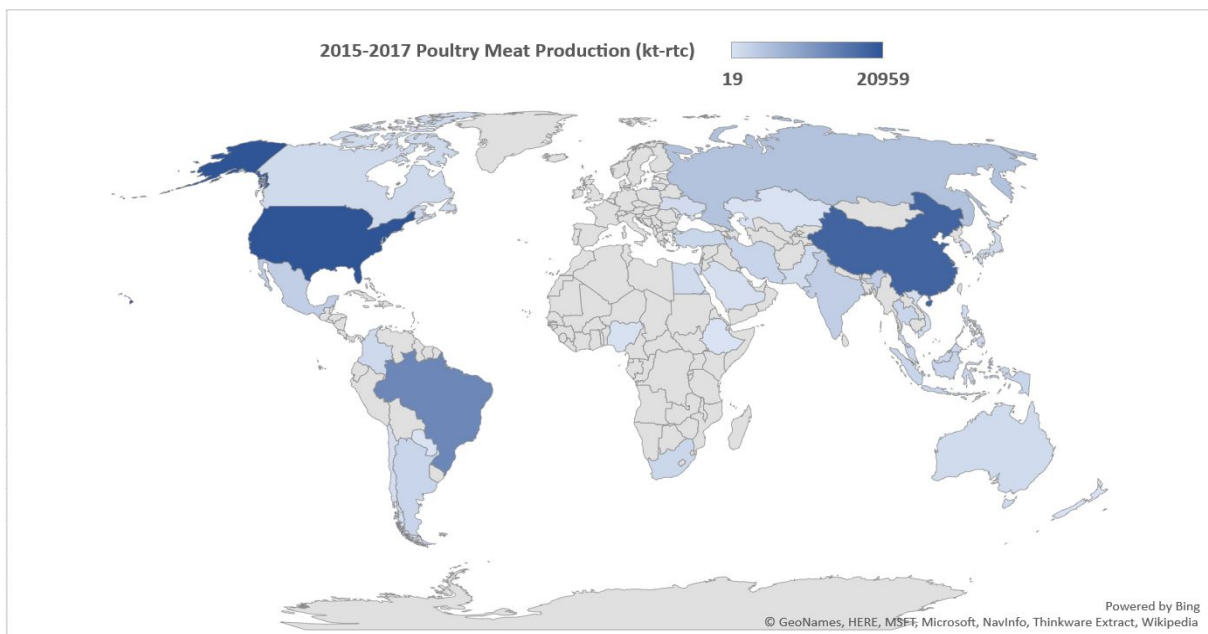 2015-2017 Poultry Meat Production (kt-rtc)
19 20959
Powered by Bing
© GeoNames, HERE, MSFT, Microsoft, NavInfo, Thinkware Extract, Wikipedia